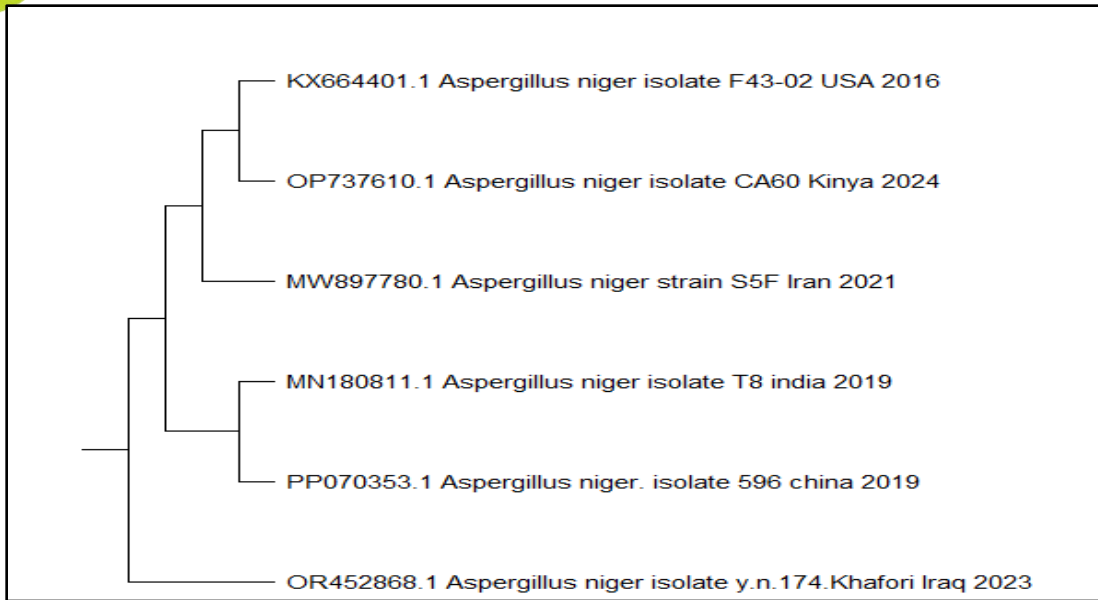 KX664401.1 Aspergillus niger isolate F43-02 USA 2016
OP737610.1 Aspergillus niger isolate CA60 Kinya 2024
MW897780.1 Aspergillus niger strain S5F Iran 2021
MN180811.1 Aspergillus niger isolate T8 india 2019
PP070353.1 Aspergillus niger. isolate 596 china 2019
OR452868.1 Aspergillus niger isolate y.n.174.Khafori Iraq 2023